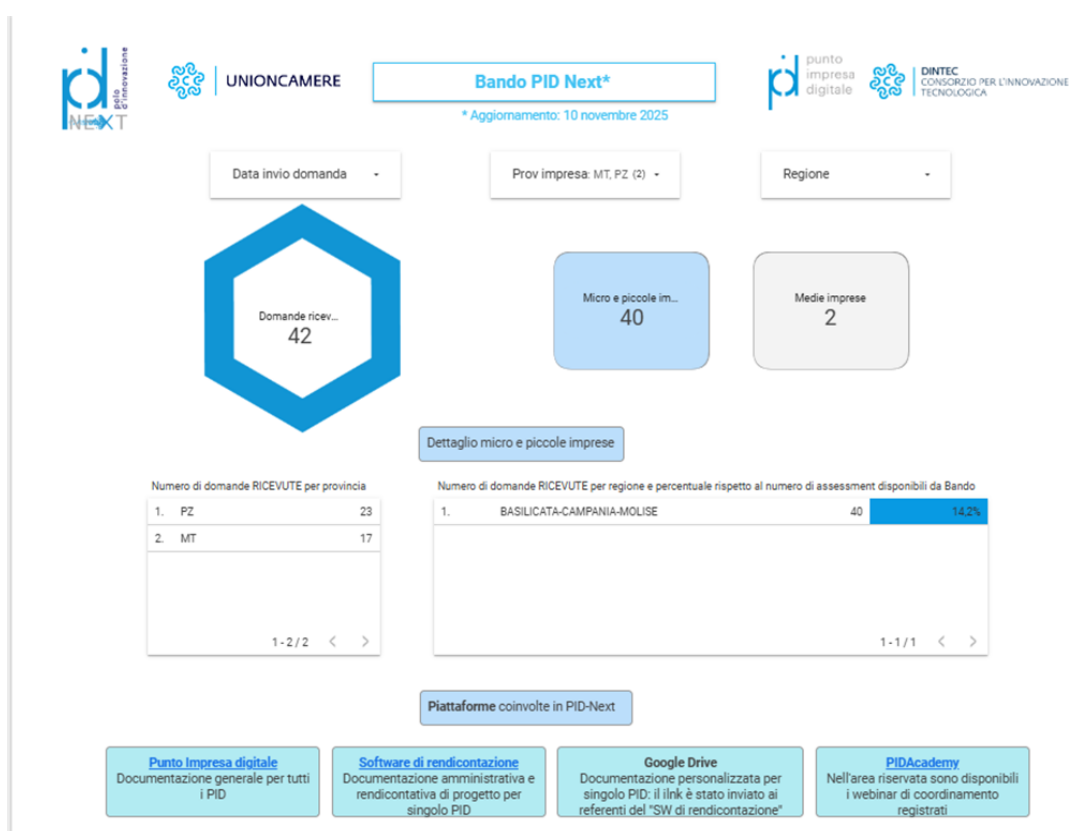 pid
polo d'innovazione
NEXT
UNIONCAMERE
Bando PID Next*
* Aggiornamento: 10 novembre 2025
punto
impresa
digitale
DINTEC
CONSORZIO PER L'INNOVAZIONE
TECNOLOGICA
Data invio domanda
Prov impresa: MT, PZ (2)
Regione
Domande ricev...
42
Micro e piccole im...
40
Medie imprese
2
Dettaglio micro e piccole imprese
Numero di domande RICEVUTE per provincia
1. PZ 23
2. MT 17
1 - 2 / 2 < >
Numero di domande RICEVUTE per regione e percentuale rispetto al numero di assessment disponibili da Bando
1. BASILICATA-CAMPANIA-MOLISE 40 14,2%
1 - 1 / 1 < >
Piattaforme coinvolte in PID-Next
Punto Impresa digitale
Documentazione generale per tutti
i PID
Software di rendicontazione
Documentazione amministrativa e
rendicontativa di progetto per
singolo PID
Google Drive
Documentazione personalizzata per
singolo PID: il ilnk è stato inviato ai
referenti del "SW di rendicontazione"
PIDAcademy
Nell'area riservata sono disponibili
i webinar di coordinamento
registrati